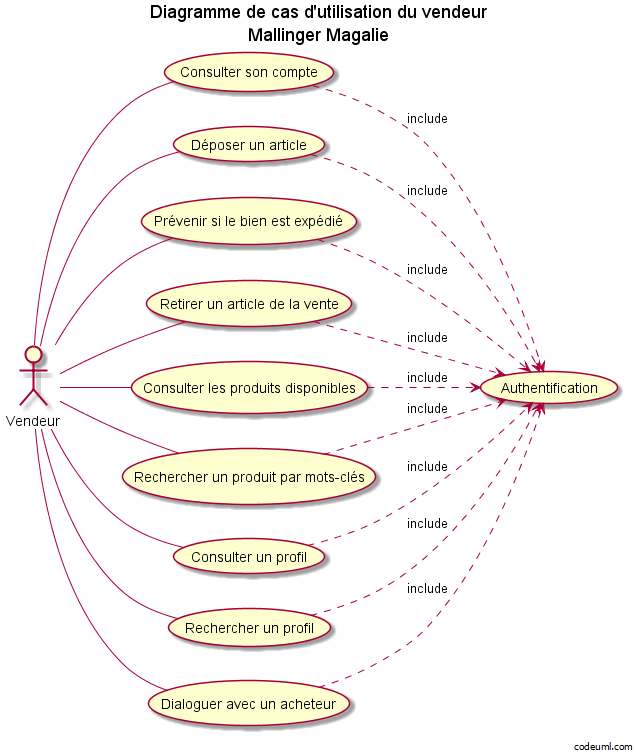 Diagramme de cas d'utilisation du vendeur
Mallinger Magalie
Consulter son compte
include
Déposer un article
include
Prévenir si le bien est expédié
include
Retirer un article de la vente
include
Consulter les produits disponibles
include
Authentification
Vendeur
include
Rechercher un produit par mots-clés
include
Consulter un profil
include
Rechercher un profil
include
Dialoguer avec un acheteur
codeuml.com